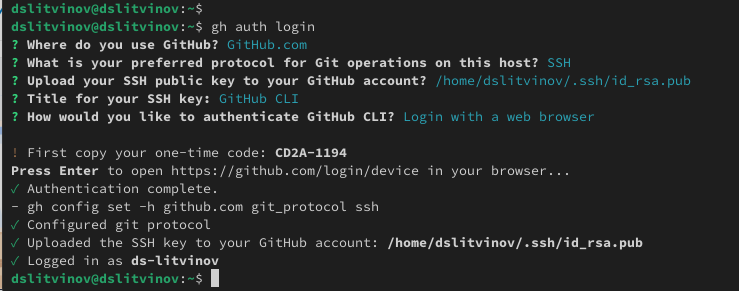 dslitvinov@dslitvinov:~$
dslitvinov@dslitvinov:~$ gh auth login
? Where do you use GitHub? GitHub.com
? What is your preferred protocol for Git operations on this host? SSH
? Upload your SSH public key to your GitHub account? /home/dslitvinov/.ssh/id_rsa.pub
? Title for your SSH key: GitHub CLI
? How would you like to authenticate GitHub CLI? Login with a web browser
! First copy your one-time code: CD2A-1194
Press Enter to open https://github.com/login/device in your browser...
✓ Authentication complete.
- gh config set -h github.com git_protocol ssh
✓ Configured git protocol
✓ Uploaded the SSH key to your GitHub account: /home/dslitvinov/.ssh/id_rsa.pub
✓ Logged in as ds-litvinov
dslitvinov@dslitvinov:~$